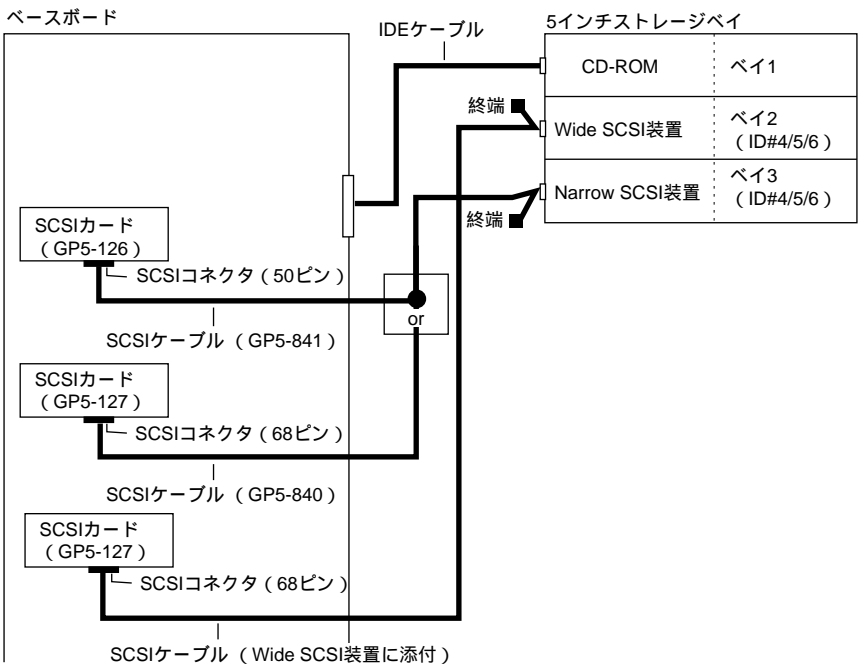 ベースボード
IDEケーブル
5インチストレージベイ
CD-ROM
ベイ1
終端
Wide SCSI装置
ベイ2
（ID#4/5/6）
Narrow SCSI装置
ベイ3
（ID#4/5/6）
終端
SCSIカード
（GP5-126）
SCSIコネクタ（50ピン）
or
SCSIケーブル（GP5-841）
SCSIカード
（GP5-127）
SCSIコネクタ（68ピン）
SCSIケーブル（GP5-840）
SCSIカード
（GP5-127）
SCSIコネクタ（68ピン）
SCSIケーブル（Wide SCSI装置に添付）